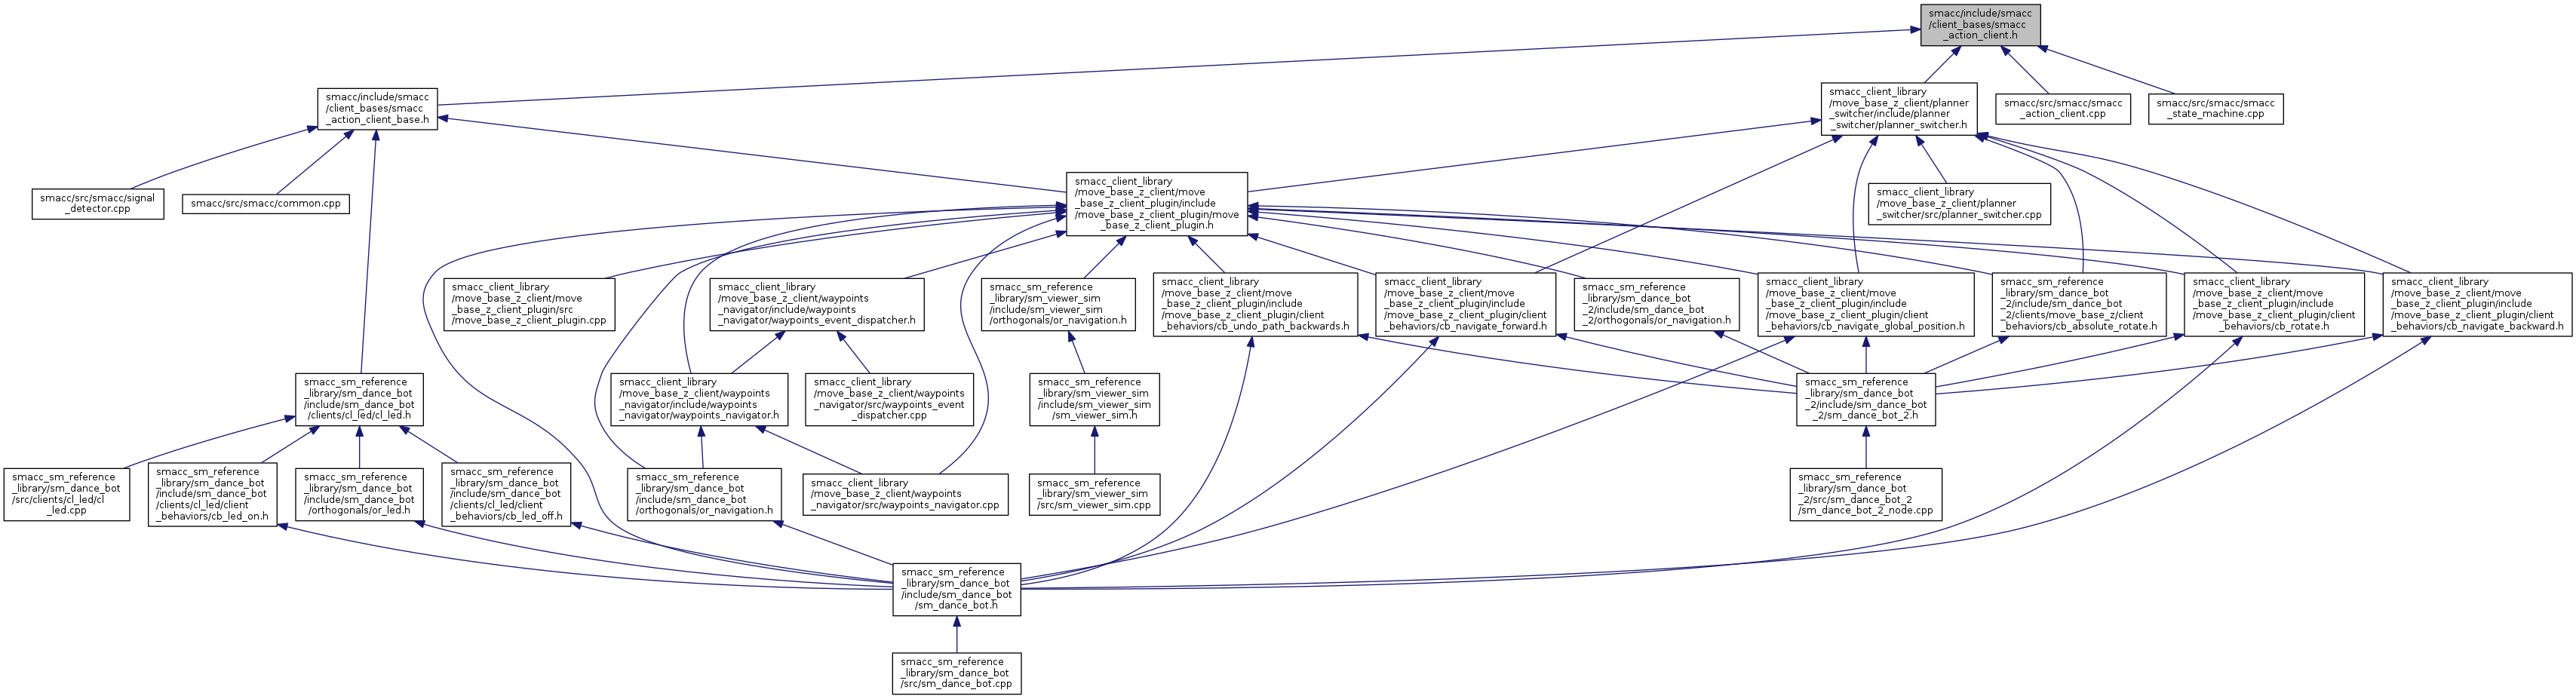 smacc/include/smacc
/client_bases/smacc
_action_client.h
smacc/include/smacc
/client_bases/smacc
_action_client_base.h
smacc_client_library
/move_base_z_client/planner
_switcher/include/planner
_switcher/planner_switcher.h
smacc/src/smacc/smacc
_action_client.cpp
smacc/src/smacc/smacc
_state_machine.cpp
smacc/src/smacc/signal
_detector.cpp
smacc/src/smacc/common.cpp
smacc_client_library
/move_base_z_client/move
_base_z_client_plugin/include
/move_base_z_client_plugin/move
_base_z_client_plugin.h
smacc_client_library
/move_base_z_client/planner
_switcher/src/planner_switcher.cpp
smacc_client_library
/move_base_z_client/move
_base_z_client_plugin/src
/move_base_z_client_plugin.cpp
smacc_client_library
/move_base_z_client/waypoints
_navigator/include/waypoints
_navigator/waypoints_event_dispatcher.h
smacc_sm_reference
_library/sm_viewer_sim
include/sm_viewer_sim
/orthogonals/or_navigation.h
smacc_client_library
/move_base_z_client/move
_base_z_client_plugin/include
/move_base_z_client_plugin/client
_behaviors/cb_undo_path_backwards.h
smacc_client_library
/move_base_z_client/move
_base_z_client_plugin/include
/move_base_z_client_plugin/client
_behaviors/cb_navigate_forward.h
smacc_sm_reference
_library/sm_dance_bot
_2/include/sm_dance_bot
_2/orthogonals/or_navigation.h
smacc_client_library
/move_base_z_client/move
_base_z_client_plugin/include
/move_base_z_client_plugin/client
_behaviors/cb_navigate_global_position.h
smacc_sm_reference
_library/sm_dance_bot
_2/include/sm_dance_bot
_2/clients/move_base_z/client
_behaviors/cb_absolute_rotate.h
smacc_client_library
/move_base_z_client/move
_base_z_client_plugin/include
/move_base_z_client_plugin/client
_behaviors/cb_rotate.h
smacc_client_library
/move_base_z_client/move
_base_z_client_plugin/include
/move_base_z_client_plugin/client
_behaviors/cb_navigate_backward.h
smacc_sm_reference
_library/sm_dance_bot
/include/sm_dance_bot
/clients/cl_led/cl_led.h
smacc_client_library
/move_base_z_client/waypoints
_navigator/include/waypoints
_navigator/waypoints_navigator.h
smacc_client_library
/move_base_z_client/waypoints
_navigator/src/waypoints_event
_dispatcher.cpp
smacc_sm_reference
_library/sm_viewer_sim
/include/sm_viewer_sim
/sm_viewer_sim.h
smacc_sm_reference
_library/sm_dance_bot
_2/include/sm_dance_bot
_2/sm_dance_bot_2.h
smacc_sm_reference
_library/sm_dance_bot
/src/clients/cl_led/cl
_led.cpp
smacc_sm_reference
_library/sm_dance_bot
/include/sm_dance_bot
/clients/cl_led/client
_behaviors/cb_led_on.h
smacc_sm_reference
_library/sm_dance_bot
/include/sm_dance_bot
/orthogonals/or_led.h
smacc_sm_reference
_library/sm_dance_bot
/include/sm_dance_bot
/clients/cl_led/client
_behaviors/cb_led_off.h
smacc_sm_reference
_library/sm_dance_bot
/include/sm_dance_bot
/orthogonals/or_navigation.h
smacc_client_library
/move_base_z_client/waypoints
_navigator/src/waypoints_navigator.cpp
smacc_sm_reference
_library/sm_viewer_sim
/src/sm_viewer_sim.cpp
smacc_sm_reference
_library/sm_dance_bot
_2/src/sm_dance_bot_2
/sm_dance_bot_2_node.cpp
smacc_sm_reference
_library/sm_dance_bot
/include/sm_dance_bot
/sm_dance_bot.h
smacc_sm_reference
_library/sm_dance_bot
/src/sm_dance_bot.cpp